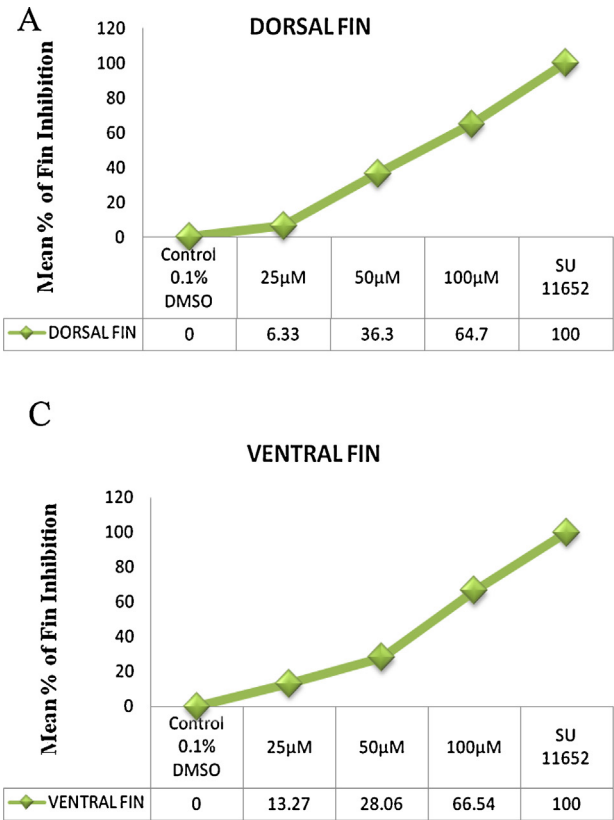 A
DORSAL FIN
Mean % of Fin Inhibition
120
100
80
60
40
20
0
Control 0.1% DMSO 25µM 50µM 100µM SU 11652
DORSAL FIN 0 6.33 36.3 64.7 100
C
VENTRAL FIN
Mean % of Fin Inhibition
120
100
80
60
40
20
0
Control 0.1% DMSO 25µM 50µM 100µM SU 11652
VENTRAL FIN 0 13.27 28.06 66.54 100